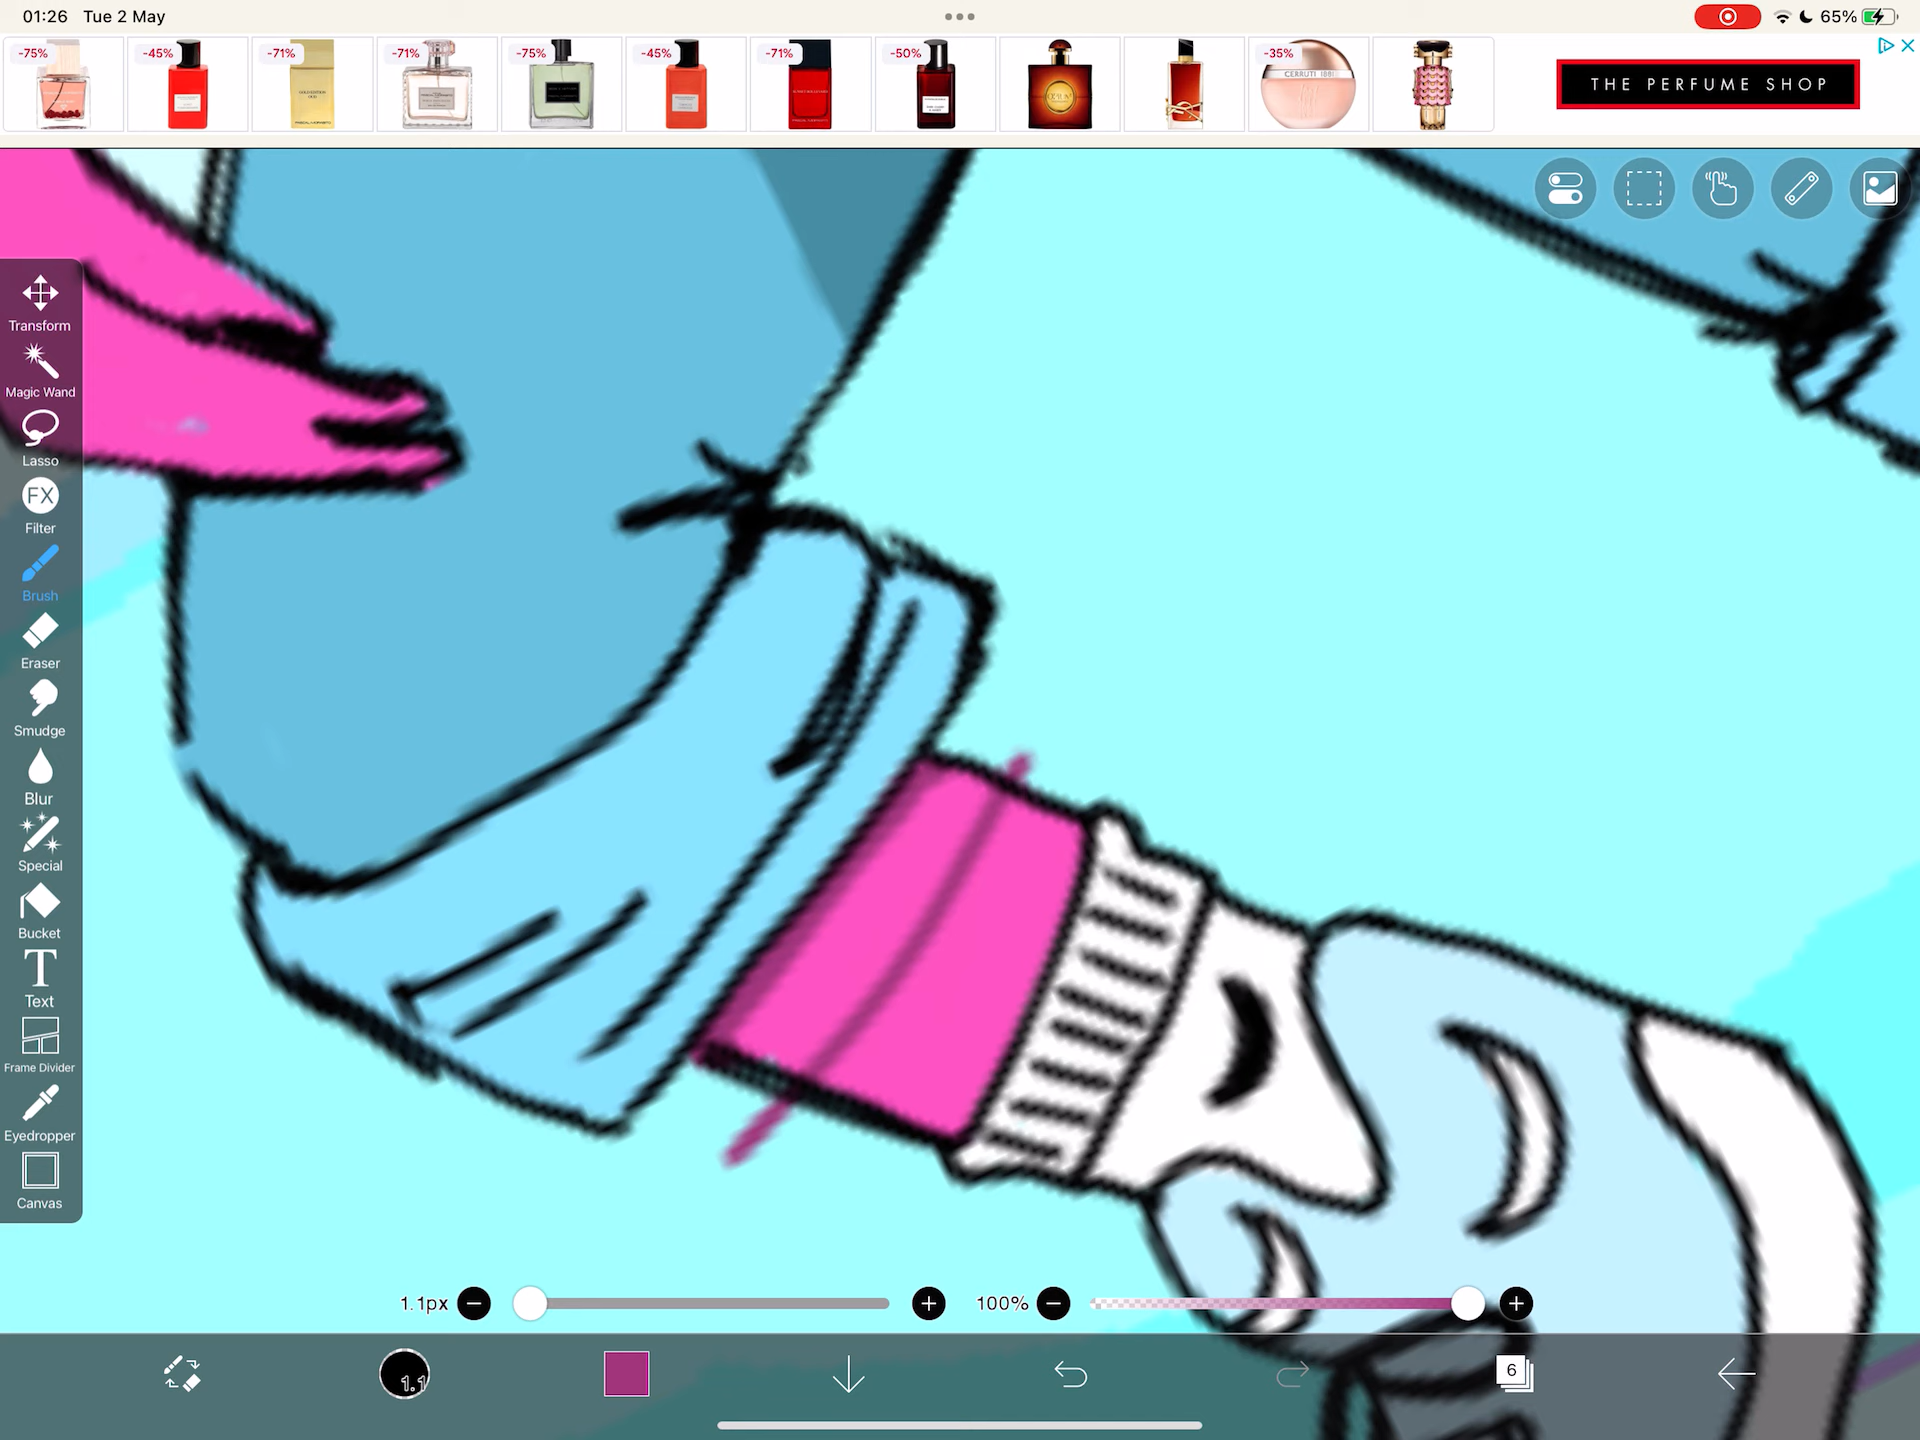 01:26 Tue 2 May
65%
-75%
-45%
-71%
-71%
-75%
-45%
-71%
-50%
-35%
CERRUTI 1881
THE PERFUME SHOP
Transform
Magic Wand
Lasso
FX
Filter
Brush
Eraser
Smudge
Blur
Special
Bucket
T
Text
Frame Divider
Eyedropper
Canvas
1.1px
100%
1.1
6